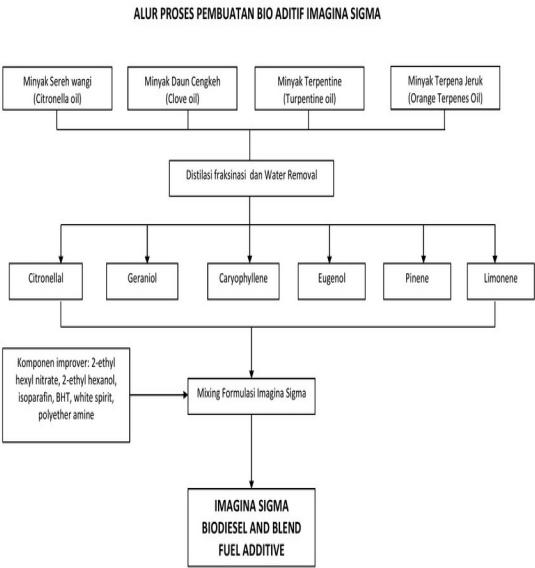 ALUR PROSES PEMBUATAN BIO ADITIF IMAGINA SIGMA
Minyak Sereh wangi
(Citronella oil)
Minyak Daun Cengkeh
(Clove oil)
Minyak Terpentine
(Turpentine oil)
Minyak Terpena Jeruk
(Orange Terpenes Oil)
Distilasi fraksinasi dan Water Removal
Citronellal
Geraniol
Caryophyllene
Eugenol
Pinene
Limonene
Komponen improver: 2-ethyl
hexyl nitrate, 2-ethyl hexanol,
isoparafin, BHT, white spirit,
polyether amine
Mixing Formulasi Imagina Sigma
IMAGINA SIGMA
BIODIESEL AND BLEND
FUEL ADDITIVE